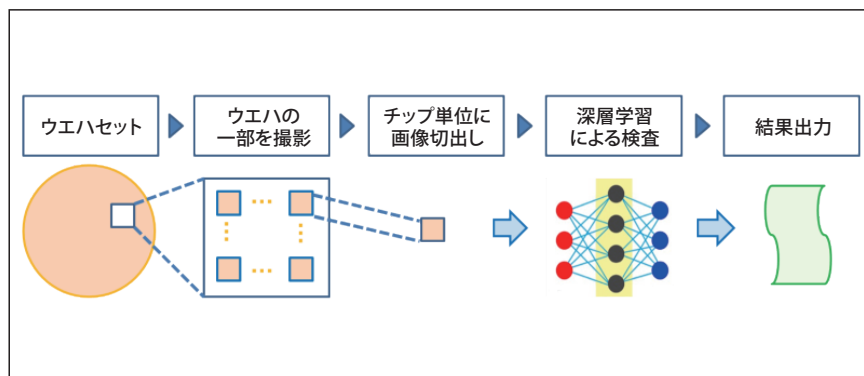 ウエハセット
ウエハの
一部を撮影
チップ単位に
画像切出し
深層学習
による検査
結果出力